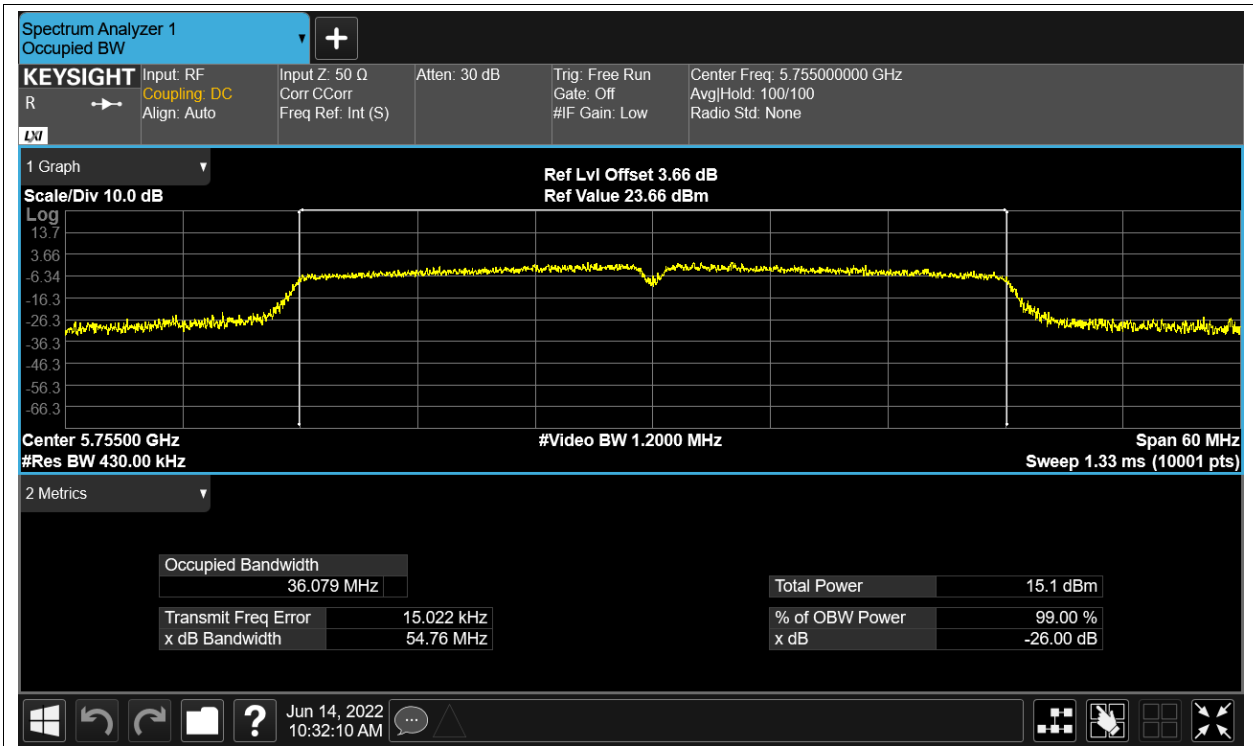 Spectrum Analyzer 1
Occupied BW
KEYSIGHT
R
LXI
Input: RF
Coupling: DC
Align: Auto
Input Z: 50 Ω
Corr CCorr
Freq Ref: Int (S)
Atten: 30 dB
Trig: Free Run
Gate: Off
#IF Gain: Low
Center Freq: 5.755000000 GHz
Avg|Hold: 100/100
Radio Std: None
1 Graph
Scale/Div 10.0 dB
Ref Lvl Offset 3.66 dB
Ref Value 23.66 dBm
Log
13.7
3.66
-6.34
-16.3
-26.3
-36.3
-46.3
-56.3
-66.3
Center 5.75500 GHz
#Video BW 1.2000 MHz
Span 60 MHz
#Res BW 430.00 kHz
Sweep 1.33 ms (10001 pts)
2 Metrics
Occupied Bandwidth
36.079 MHz
Transmit Freq Error 15.022 kHz
x dB Bandwidth 54.76 MHz
Total Power 15.1 dBm
% of OBW Power 99.00 %
x dB -26.00 dB
Jun 14, 2022
10:32:10 AM